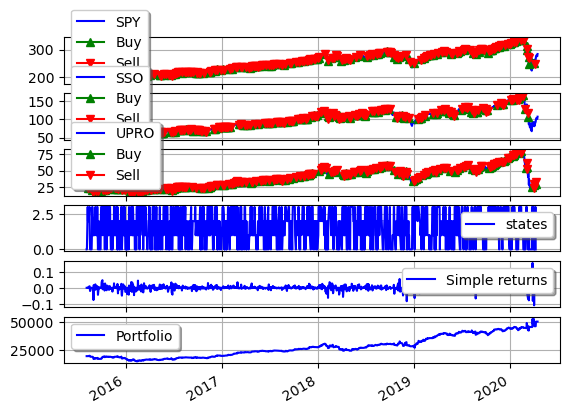 SPY
Buy
Sell
300
200
SSO
Buy
Sell
150
100
50
UPRO
Buy
Sell
75
50
25
states
2.5
0.0
Simple returns
0.1
0.0
−0.1
Portfolio
50000
25000
2016 2017 2018 2019 2020